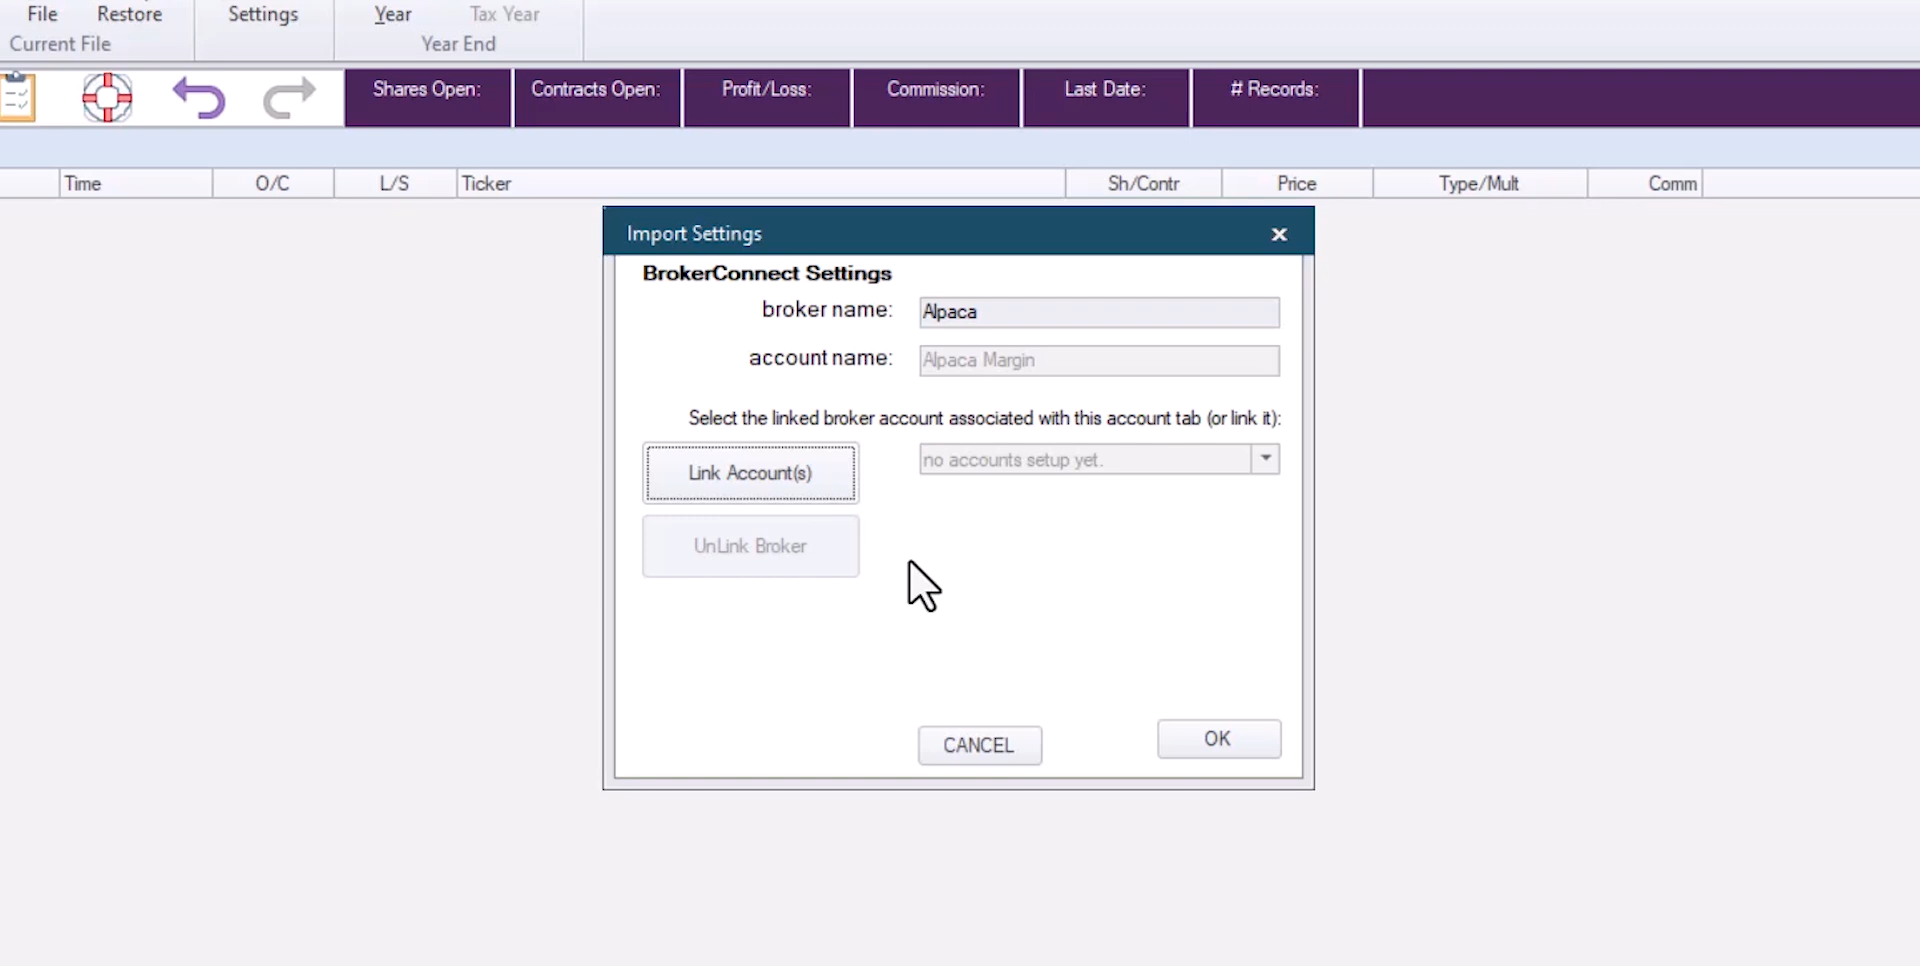 File Restore Settings Year Tax Year
Current File Year End
Shares Open: Contracts Open: Profit/Loss: Commission: Last Date: # Records:
Time O/C L/S Ticker Sh/Contr Price Type/Mult Comm
Import Settings
BrokerConnect Settings
broker name: Alpaca
account name: Alpaca Margin
Select the linked broker account associated with this account tab (or link it):
Link Account(s) no accounts setup yet.
UnLink Broker
CANCEL OK